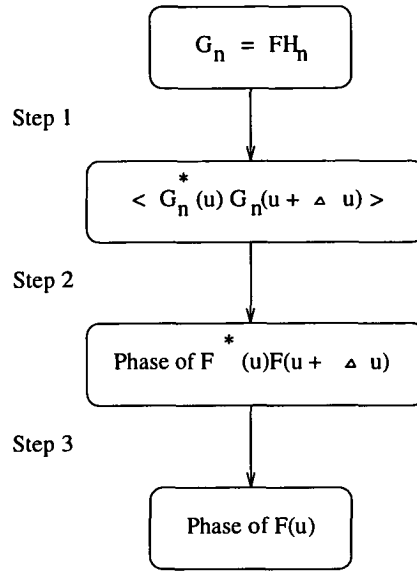 G_n = FH_n
Step 1
< G_n^* (u) G_n(u + △ u) >
Step 2
Phase of F^* (u)F(u + △ u)
Step 3
Phase of F(u)